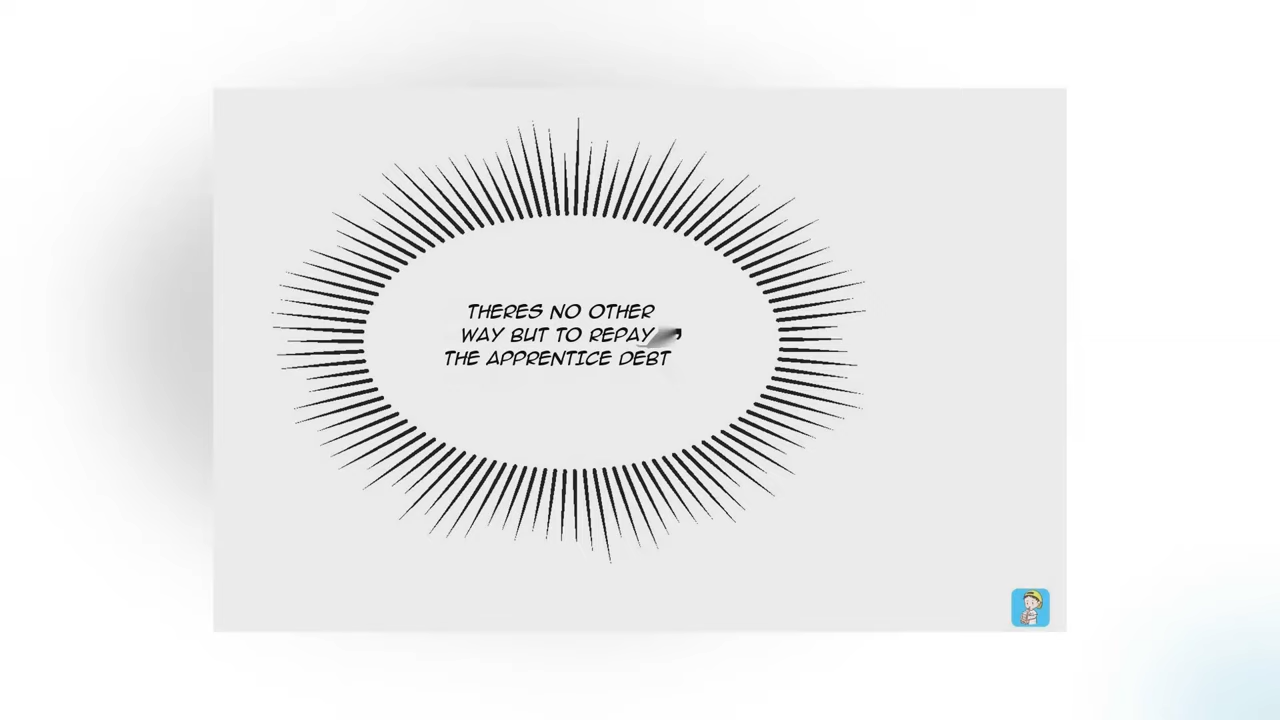 THERES NO OTHER
WAY BUT TO REPAY
THE APPRENTICE DEBT